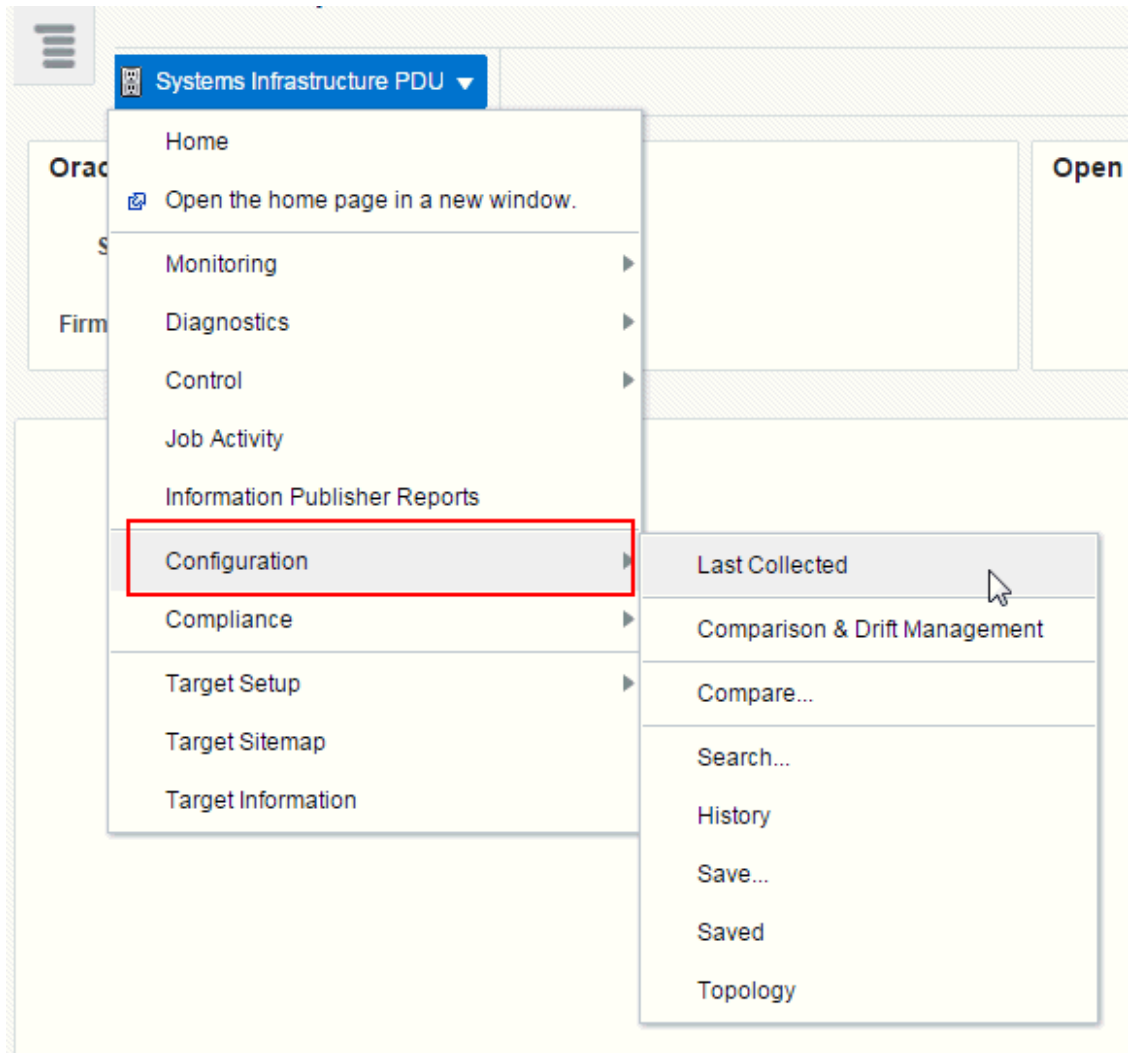 Systems Infrastructure PDU
Home
Orac
Open
Open the home page in a new window.
S
Monitoring
Firm
Diagnostics
Control
Job Activity
Information Publisher Reports
Configuration
Last Collected
Compliance
Comparison & Drift Management
Target Setup
Compare...
Target Sitemap
Search...
Target Information
History
Save...
Saved
Topology